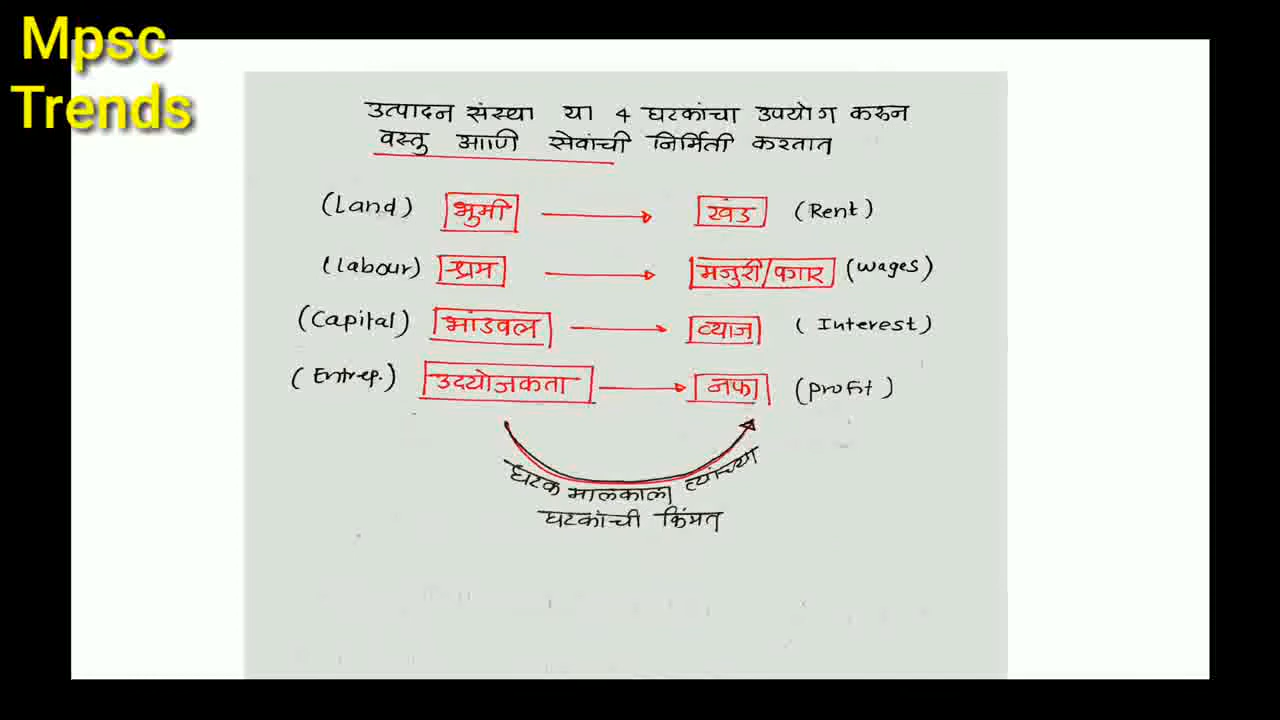 Mpsc
Trends
उत्पादन संस्था या 4 घटकांचा उपयोग करुन
वस्तु आणि सेवांची निर्मिती करतात
(Land) भुमी खंड (Rent)
(Labour) श्रम मजुरी/पगार (Wages)
(Capital) भांडवल व्याज (Interest)
(Entrep.) उदयोजकता नफा (Profit)
घटक मालकाला त्यांच्या
घटकांची किंमत